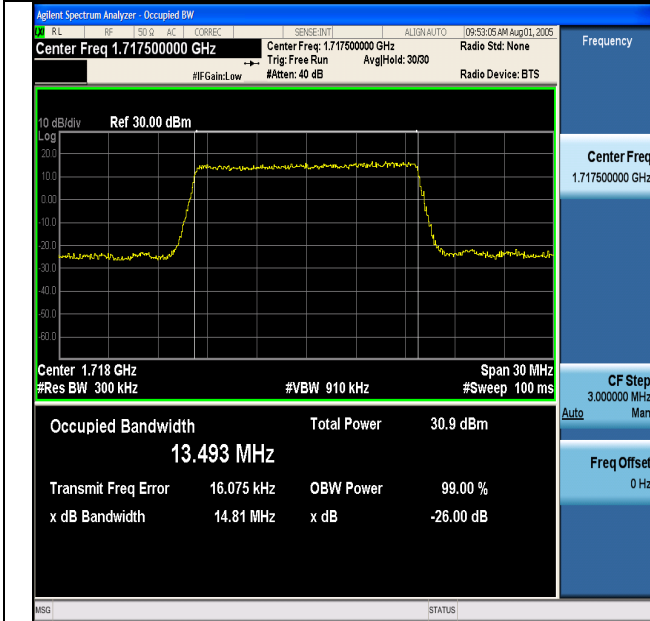 Agilent Spectrum Analyzer - Occupied BW
RL RF 50 Ω AC CORREC SENSE:INT ALIGNAUTO 09:53:05 AM Aug01, 2005
Center Freq 1.717500000 GHz
Center Freq: 1.717500000 GHz
Radio Std: None
Trig: Free Run Avg|Hold: 30/30
#IFGain:Low #Atten: 40 dB Radio Device: BTS
10 dB/div Ref 30.00 dBm
Log
20.0
10.0
0.00
-10.0
-20.0
-30.0
-40.0
-50.0
-60.0
Center 1.718 GHz Span 30 MHz
#Res BW 300 kHz #VBW 910 kHz #Sweep 100 ms
Occupied Bandwidth Total Power 30.9 dBm
13.493 MHz
Transmit Freq Error 16.075 kHz OBW Power 99.00 %
x dB Bandwidth 14.81 MHz x dB -26.00 dB
MSG STATUS
Frequency
Center Freq
1.717500000 GHz
CF Step
3.000000 MHz
Auto Man
Freq Offset
0 Hz